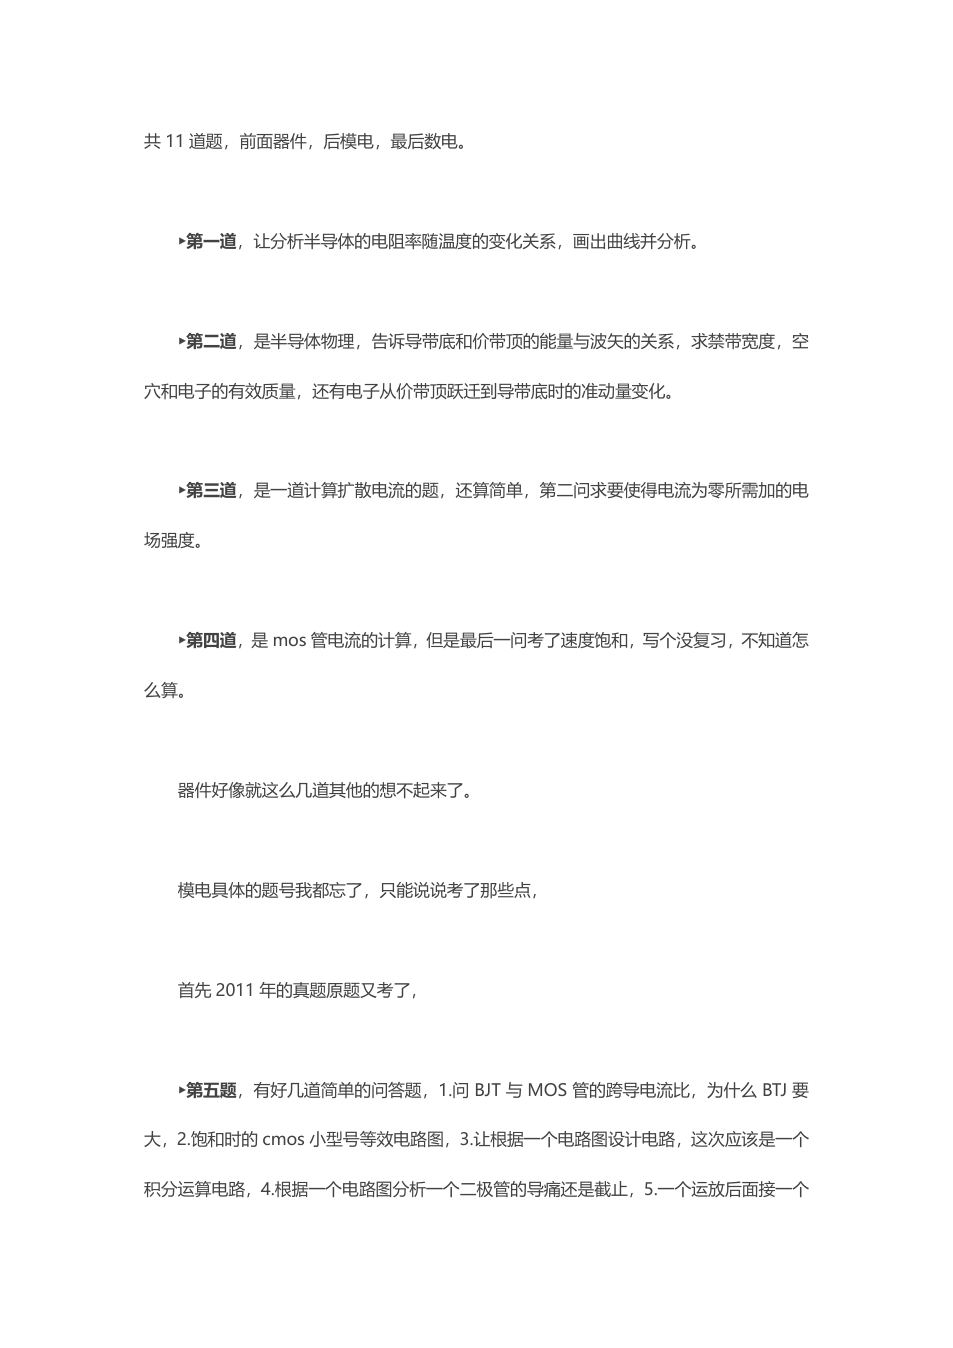 共 11 道题，前面器件，后模电，最后数电。
▸第一道，让分析半导体的电阻率随温度的变化关系，画出曲线并分析。
▸第二道，是半导体物理，告诉导带底和价带顶的能量与波矢的关系，求禁带宽度，空
穴和电子的有效质量，还有电子从价带顶跃迁到导带底时的准动量变化。
▸第三道，是一道计算扩散电流的题，还算简单，第二问求要使得电流为零所需加的电
场强度。
▸第四道，是 mos 管电流的计算，但是最后一问考了速度饱和，写个没复习，不知道怎
么算。
器件好像就这么几道其他的想不起来了。
模电具体的题号我都忘了，只能说说考了那些点，
首先 2011 年的真题原题又考了，
▸第五题，有好几道简单的问答题，1.问 BJT 与 MOS 管的跨导电流比，为什么 BTJ 要
大，2.饱和时的 cmos 小型号等效电路图，3.让根据一个电路图设计电路，这次应该是一个
积分运算电路，4.根据一个电路图分析一个二极管的导痛还是截止，5.一个运放后面接一个